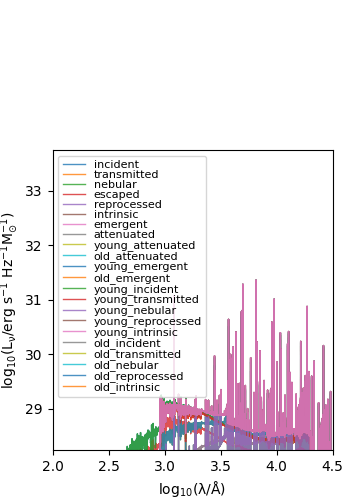 33
32
31
30
29
log10(Lν/erg s−1 Hz−1M⊙−1)
incident
transmitted
nebular
escaped
reprocessed
intrinsic
emergent
attenuated
young_attenuated
old_attenuated
young_emergent
old_emergent
young_incident
young_transmitted
young_nebular
young_reprocessed
young_intrinsic
old_incident
old_transmitted
old_nebular
old_reprocessed
old_intrinsic
2.0 2.5 3.0 3.5 4.0 4.5
log10(λ/Å)